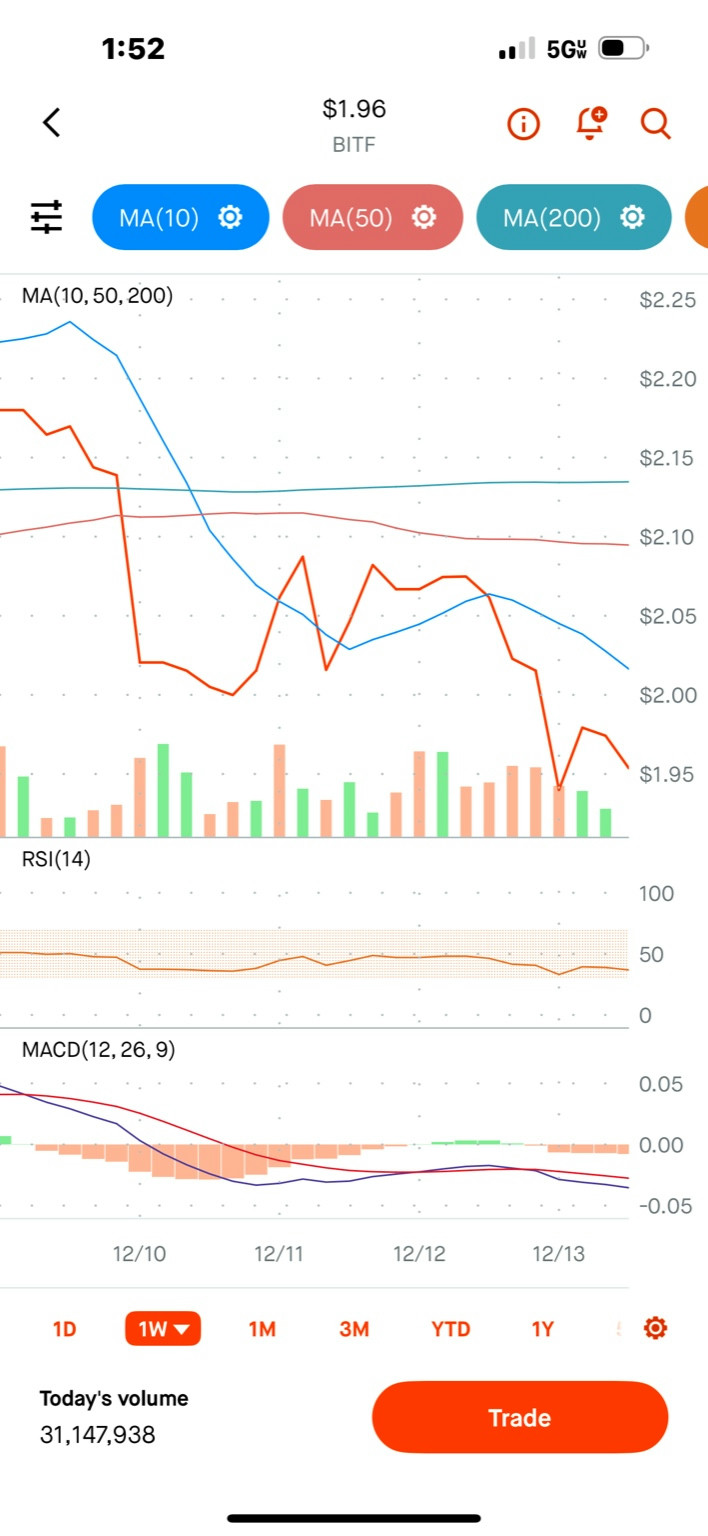 1:52
5GUW
$1.96
BITF
MA(10)
MA(50)
MA(200)
MA(10,50,200)
$2.25
$2.20
$2.15
$2.10
$2.05
$2.00
$1.95
RSI(14)
100
50
0
MACD(12,26,9)
0.05
0.00
-0.05
12/10
12/11
12/12
12/13
1D
1W
1M
3M
YTD
1Y
Today's volume
31,147,938
Trade